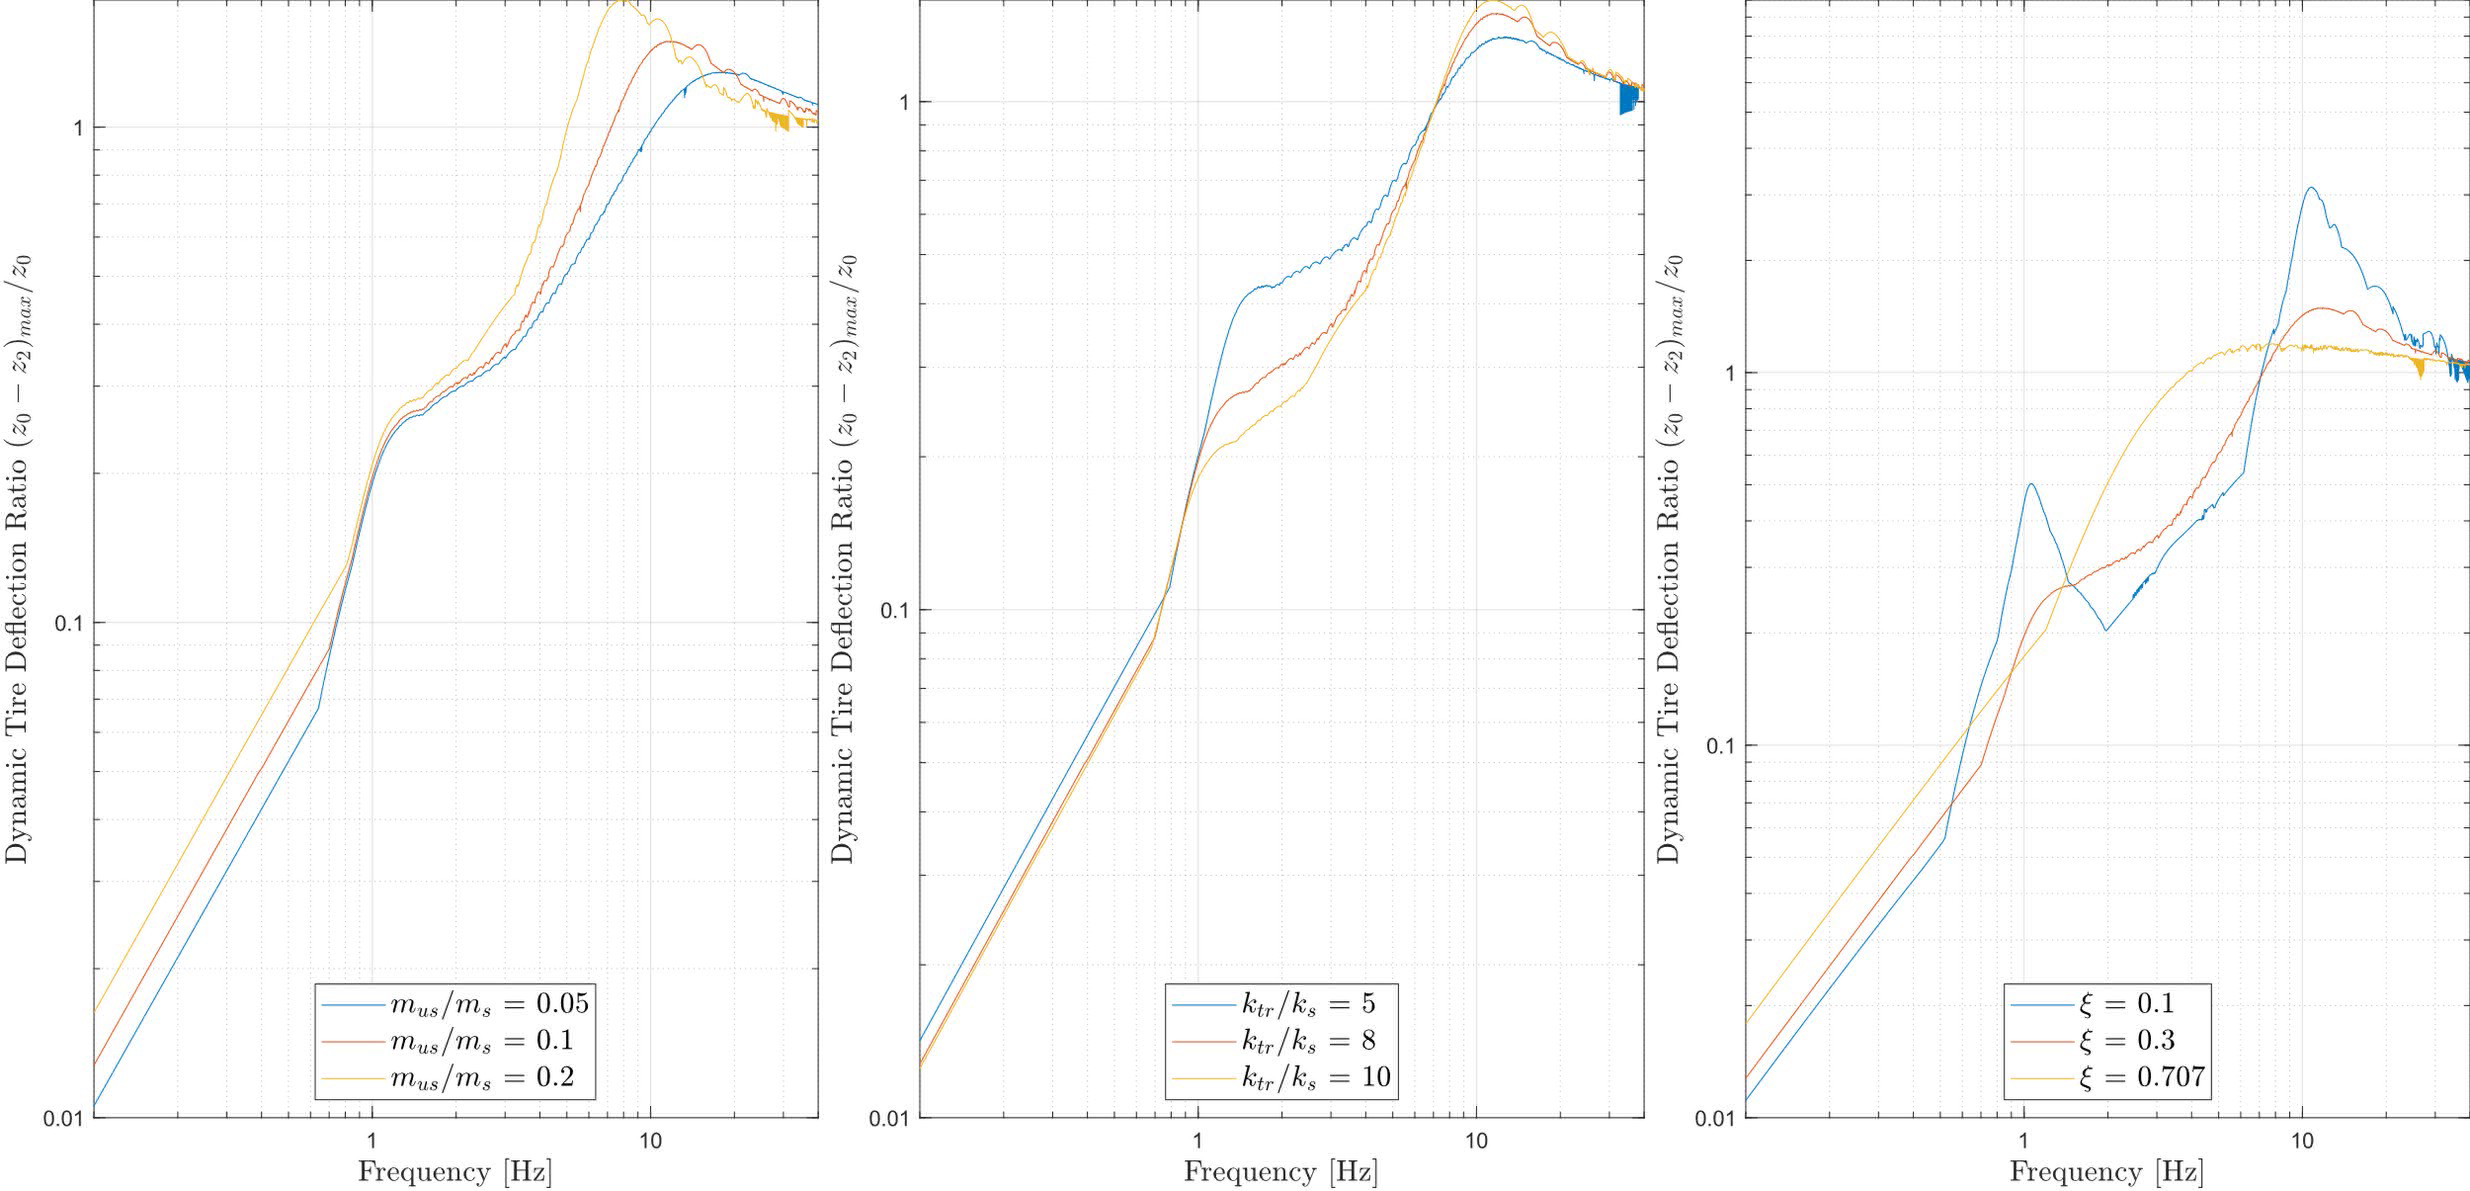 Dynamic Tire Deflection Ratio (z₀ − z₂)ₘₐₓ/z₀
1
0.1
0.01
1
10
Frequency [Hz]
mᵤₛ/mₛ = 0.05
mᵤₛ/mₛ = 0.1
mᵤₛ/mₛ = 0.2
Dynamic Tire Deflection Ratio (z₀ − z₂)ₘₐₓ/z₀
1
0.1
0.01
1
10
Frequency [Hz]
kₜᵣ/kₛ = 5
kₜᵣ/kₛ = 8
kₜᵣ/kₛ = 10
Dynamic Tire Deflection Ratio (z₀ − z₂)ₘₐₓ/z₀
1
0.1
0.01
1
10
Frequency [Hz]
ξ = 0.1
ξ = 0.3
ξ = 0.707